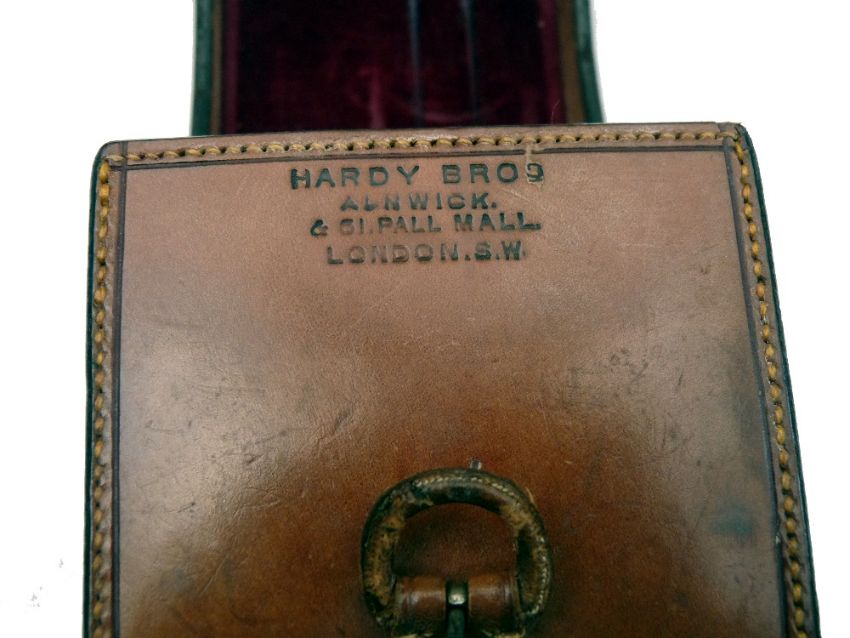 HARDY BROS
ALNWICK.
& 61. PALL MALL.
LONDON. S.W.